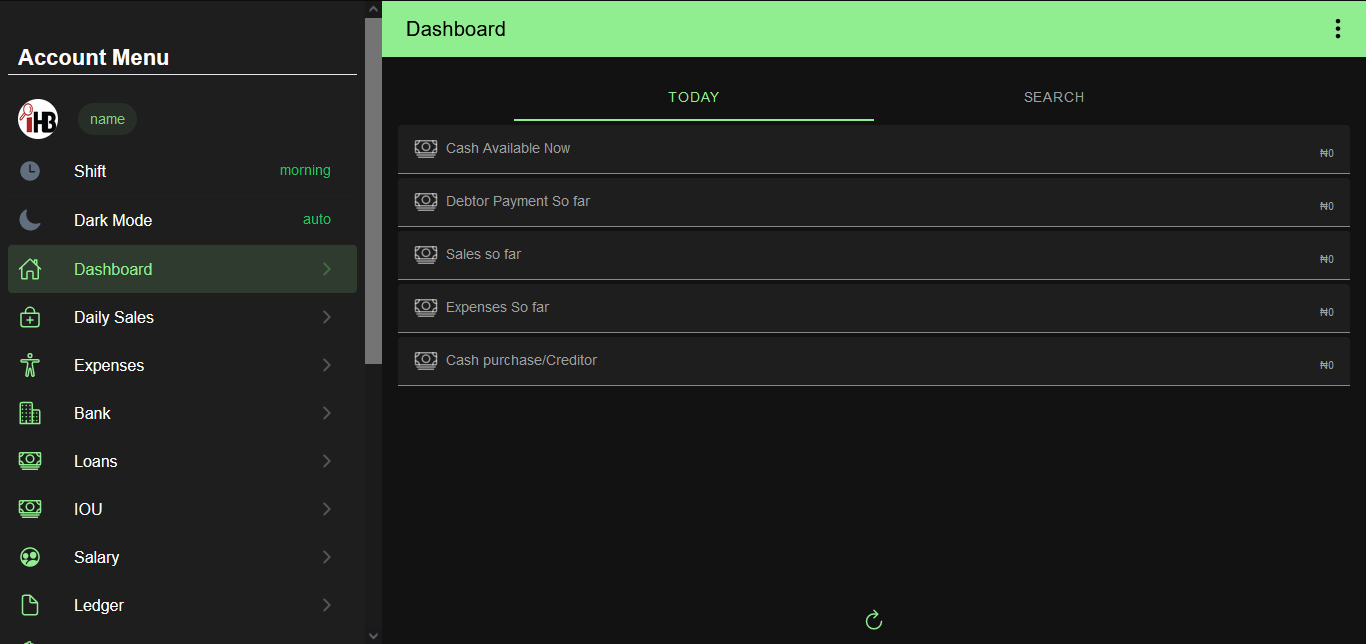 Account Menu
iHB
name
Shift morning
Dark Mode auto
Dashboard
Daily Sales
Expenses
Bank
Loans
IOU
Salary
Ledger
Dashboard
TODAY SEARCH
Cash Available Now ₦0
Debtor Payment So far ₦0
Sales so far ₦0
Expenses So far ₦0
Cash purchase/Creditor ₦0